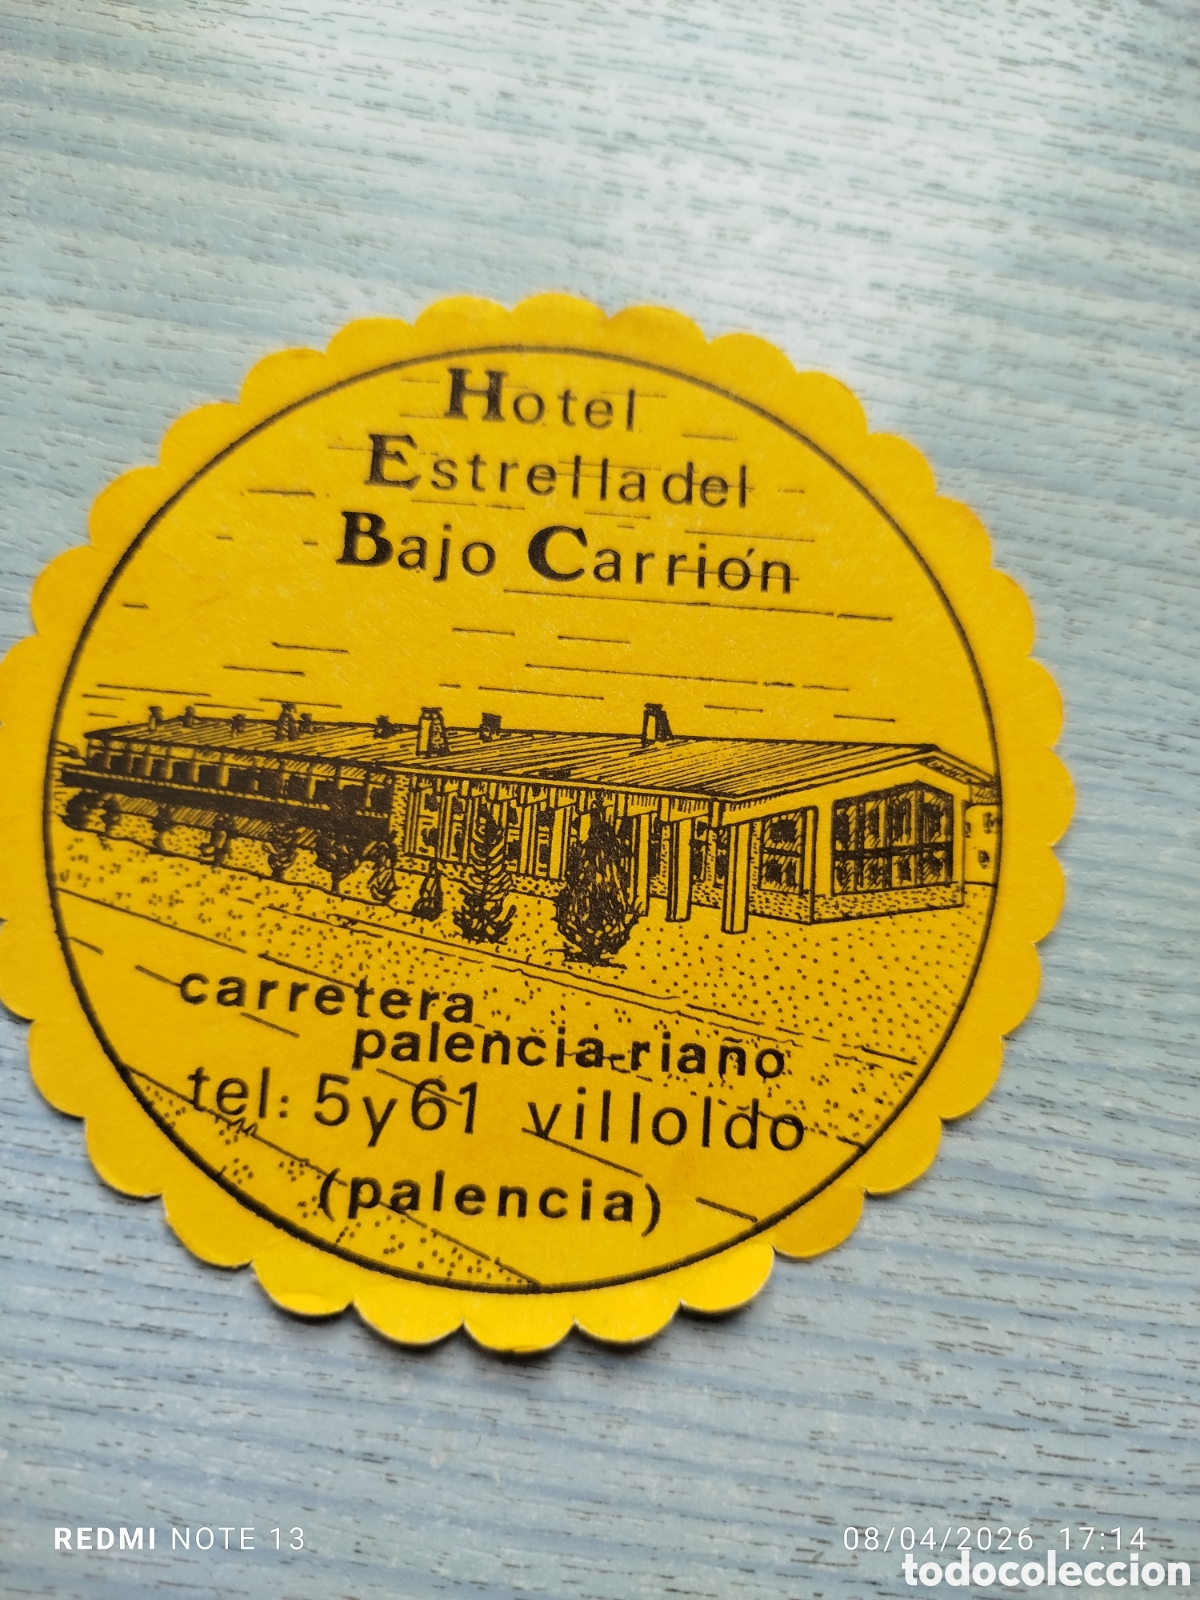 Hotel
Estrella del
Bajo Carrión
carretera
palencia-riaño
tel: 5 y 61 villoldo
(palencia)
REDMI NOTE 13
08/04/2026 17:14
todocoleccion